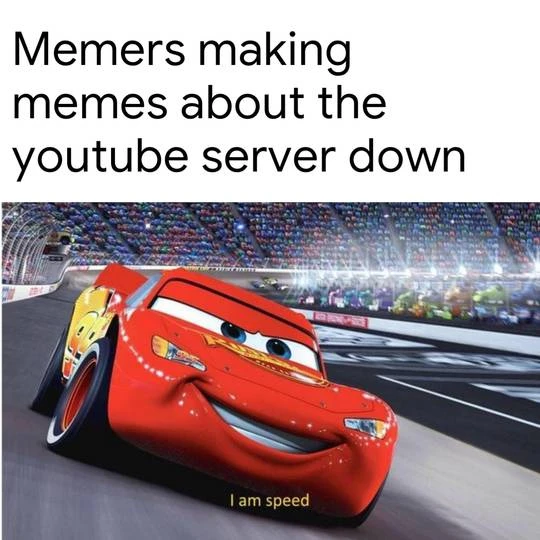 Memers making
memes about the
youtube server down
I am speed